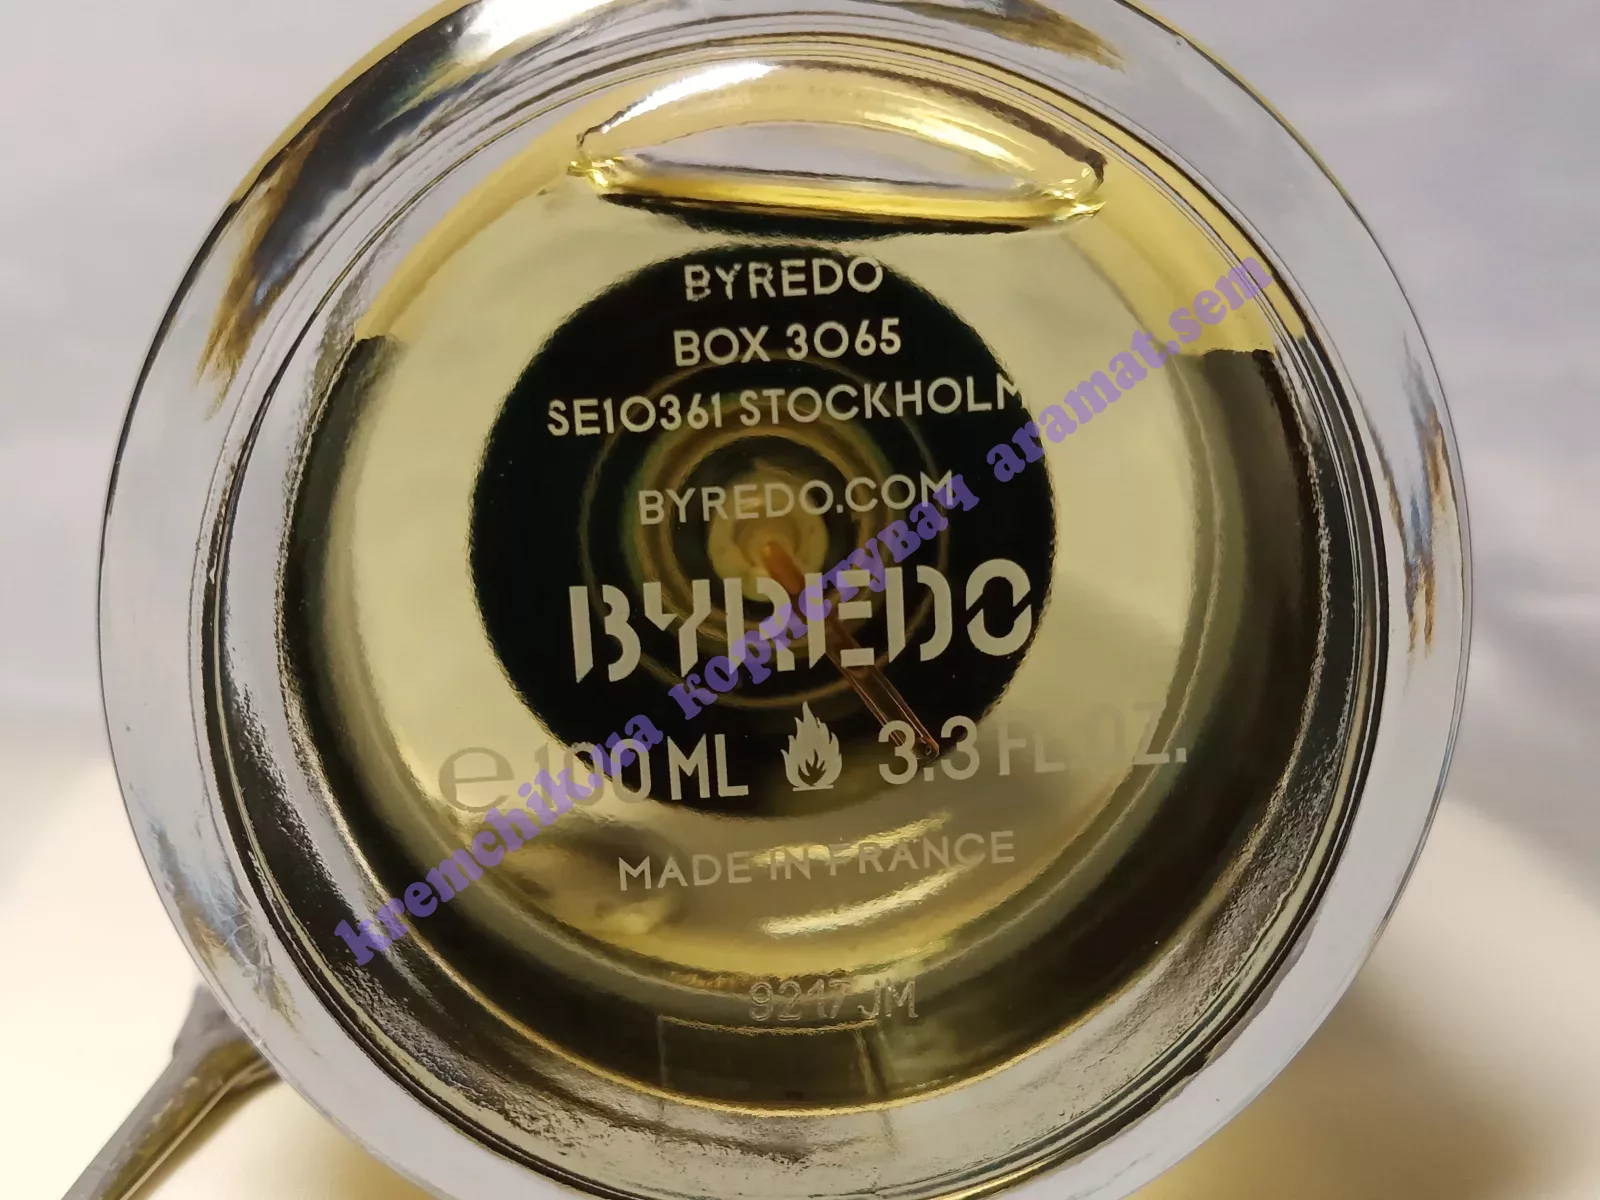 BYREDO
BOX 3065
SE10361 STOCKHOLM
BYREDO.COM
BYREDO
e 100 ML 3.3 FL. OZ.
MADE IN FRANCE
9217 JM
kremchik.ua користувач aramat.sem